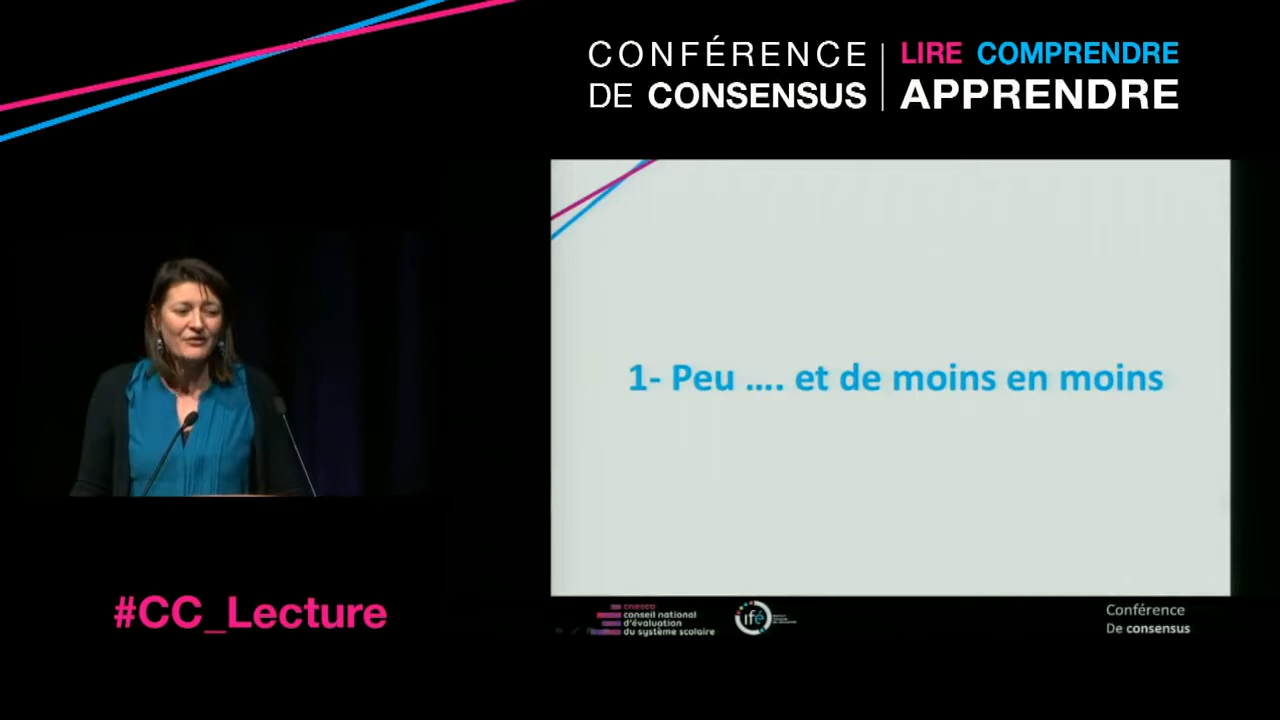 CONFÉRENCE
DE CONSENSUS
LIRE COMPRENDRE
APPRENDRE
1- Peu .... et de moins en moins
#CC_Lecture
cnesco
conseil national
d'évaluation
du système scolaire
ifé
Conférence
De consensus